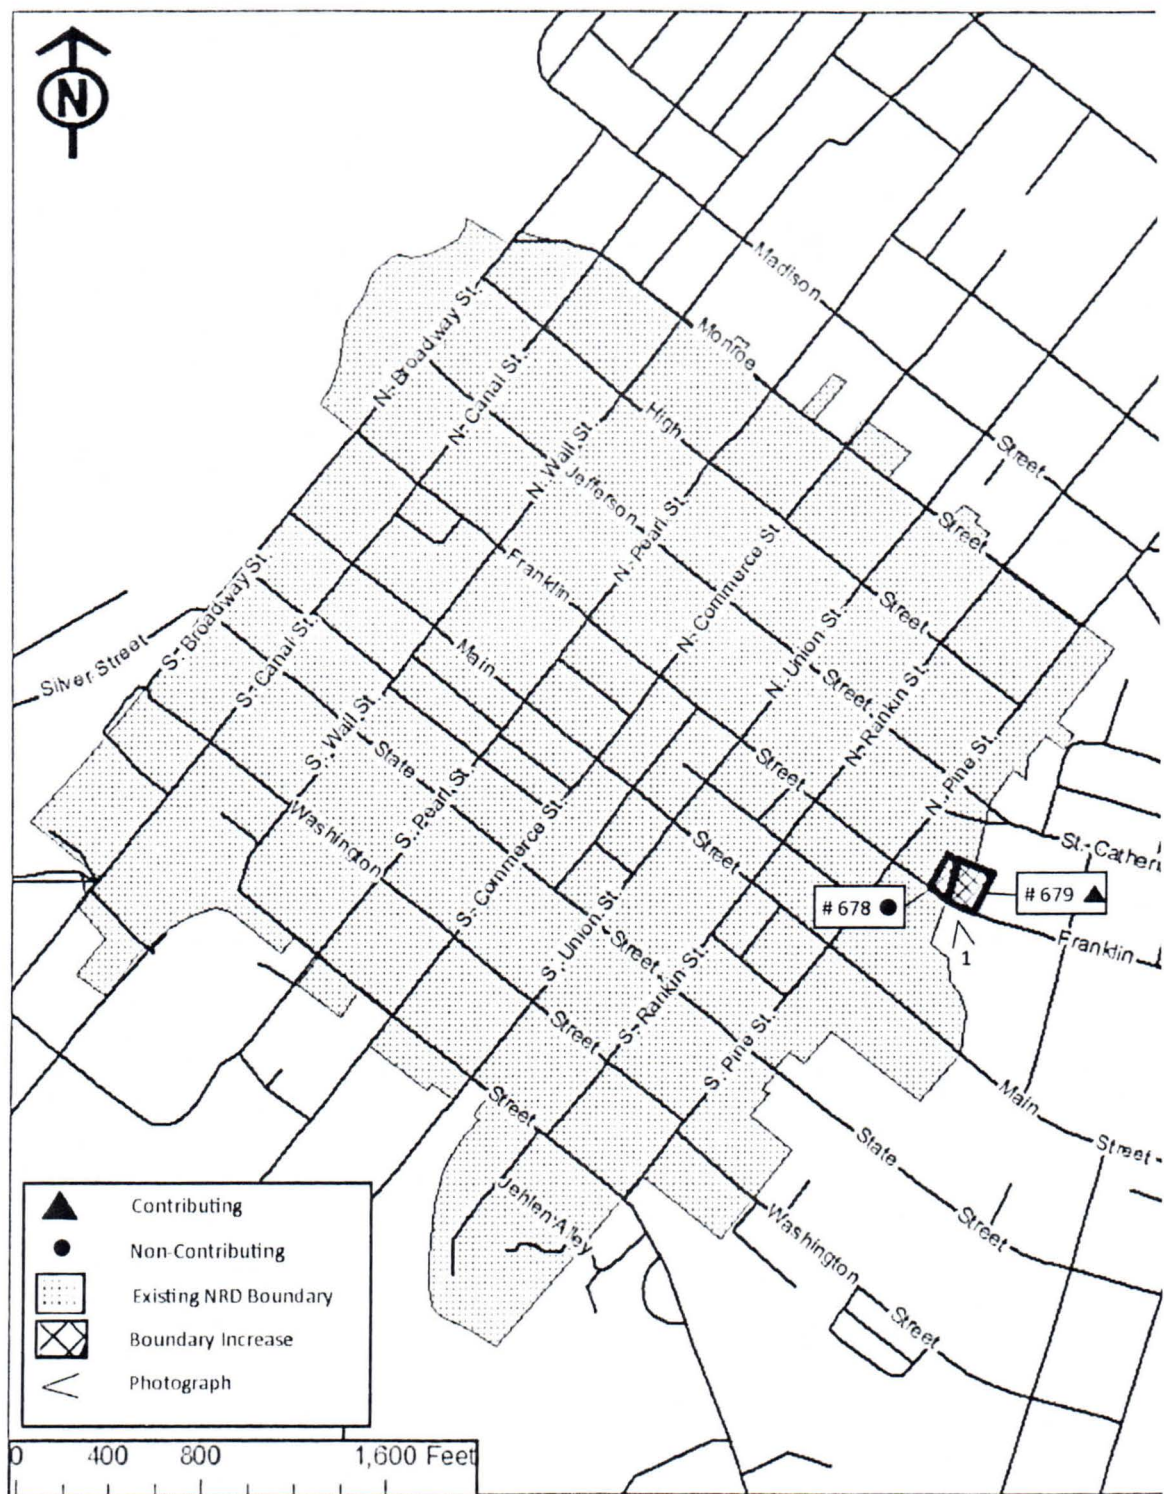 N
Madison
Monroe
N. Broadway St.
N. Canal St.
High
N. Wall St.
Jefferson
Street
N. Pearl St.
Street
Franklin
N. Commerce St
S. Broadway St.
Street
Main
N. Union St
Silver Street
S. Canal St.
Street
N. Rankin St.
S. Wall St.
State
Street
N. Pine St.
S. Pearl St.
Washington
Street
St. Cather
S. Commerce St
# 678
# 679
S. Union St
Street
Franklin
1
S. Rankin St.
Street
S. Pine St.
Street
Main
State
Street
Jehlen Alley
Washington
Street
Street
Contributing
Non-Contributing
Existing NRD Boundary
Boundary Increase
Photograph
0 400 800 1,600 Feet